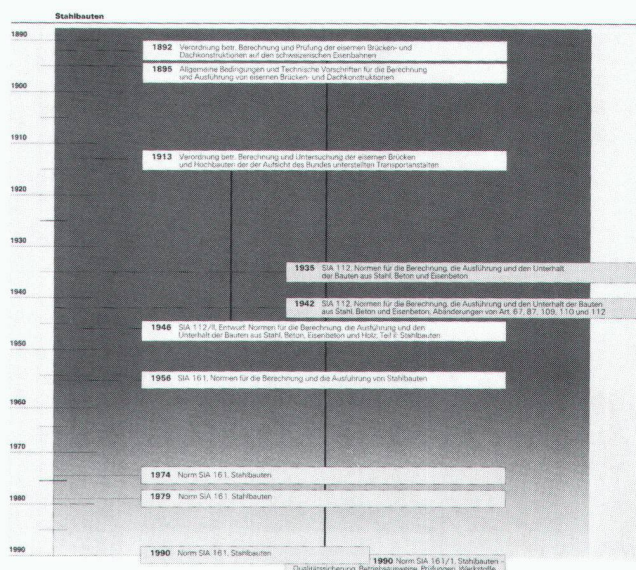 Stahlbauten
1890
1892 Verordnung betr. Berechnung und Prüfung der eisernen Brücken- und
Dachkonstruktionen auf den schweizerischen Eisenbahnen
1895 Allgemeine Bedingungen und Technische Vorschriften für die Berechnung
und Ausführung von eisernen Brücken- und Dachkonstruktionen
1900
1910
1913 Verordnung betr. Berechnung und Untersuchung der eisernen Brücken
und Hochbauten der der Aufsicht des Bundes unterstellten Transportanstalten
1920
1930
1935 SIA 112, Normen für die Berechnung, die Ausführung und den Unterhalt
der Bauten aus Stahl, Beton und Eisenbeton
1940
1942 SIA 112, Normen für die Berechnung, die Ausführung und den Unterhalt der Bauten
aus Stahl, Beton und Eisenbeton, Abänderungen von Art. 67, 87, 109, 110 und 112
1946 SIA 112/II, Entwurf: Normen für die Berechnung, die Ausführung und den
Unterhalt der Bauten aus Stahl, Beton, Eisenbeton und Holz, Teil II: Stahlbauten
1950
1956 SIA 161, Normen für die Berechnung und die Ausführung von Stahlbauten
1960
1970
1974 Norm SIA 161, Stahlbauten
1979 Norm SIA 161, Stahlbauten
1980
1990
1990 Norm SIA 161, Stahlbauten
1990 Norm SIA 161/1, Stahlbauten -
Qualitätssicherung, Prüfungen, Werkstoffe